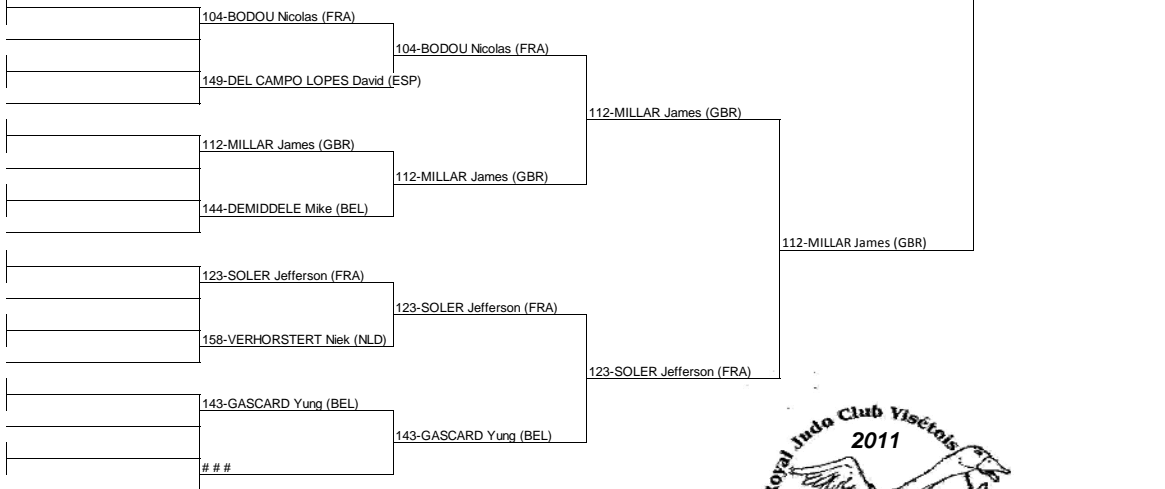 104-BODOU Nicolas (FRA)
104-BODOU Nicolas (FRA)
149-DEL CAMPO LOPES David (ESP)
112-MILLAR James (GBR)
112-MILLAR James (GBR)
112-MILLAR James (GBR)
144-DEMIDDELE Mike (BEL)
112-MILLAR James (GBR)
123-SOLER Jefferson (FRA)
123-SOLER Jefferson (FRA)
158-VERHORSTERT Niek (NLD)
123-SOLER Jefferson (FRA)
143-GASCARD Yung (BEL)
143-GASCARD Yung (BEL)
# # #
Royal Judo Club Visétois
2011